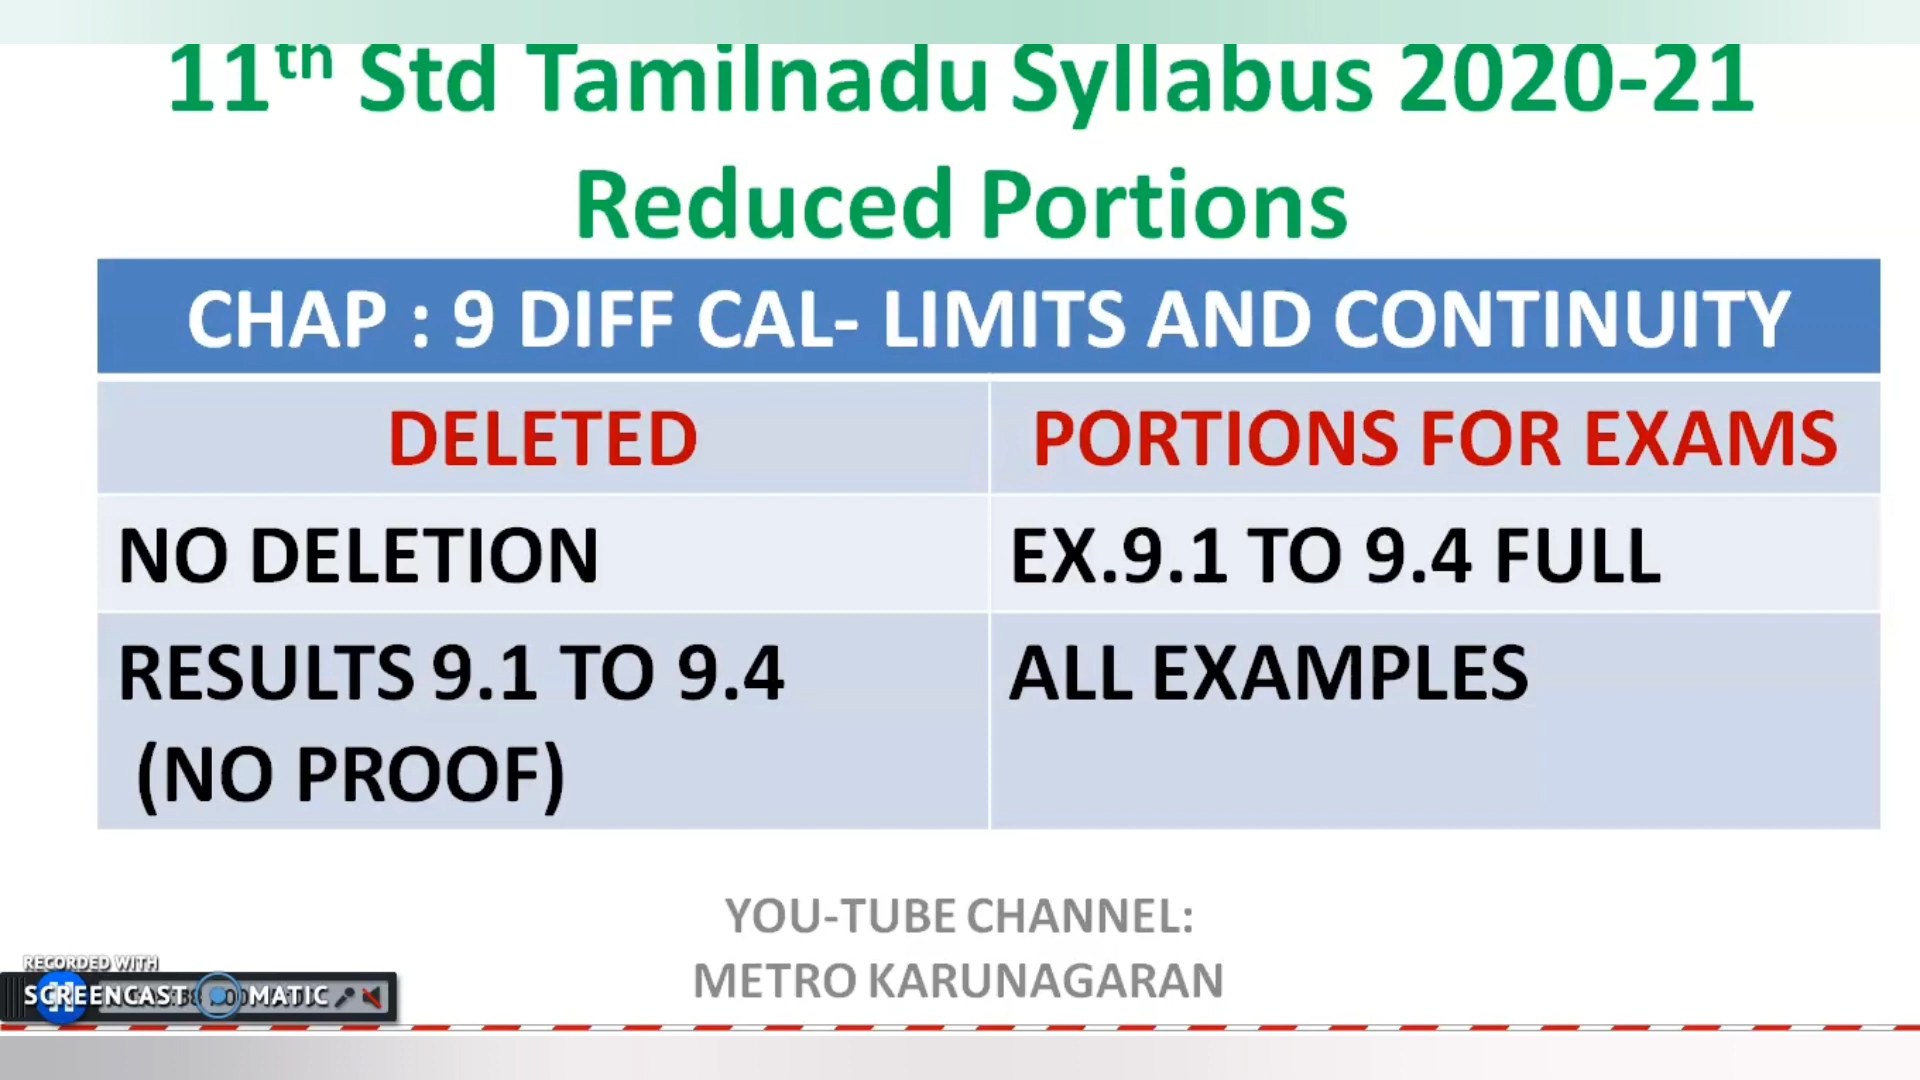 11th Std Tamilnadu Syllabus 2020-21
Reduced Portions
CHAP : 9 DIFF CAL- LIMITS AND CONTINUITY
DELETED
PORTIONS FOR EXAMS
NO DELETION
EX.9.1 TO 9.4 FULL
RESULTS 9.1 TO 9.4
(NO PROOF)
ALL EXAMPLES
YOU-TUBE CHANNEL:
METRO KARUNAGARAN
RECORDED WITH
SCREENCAST MATIC